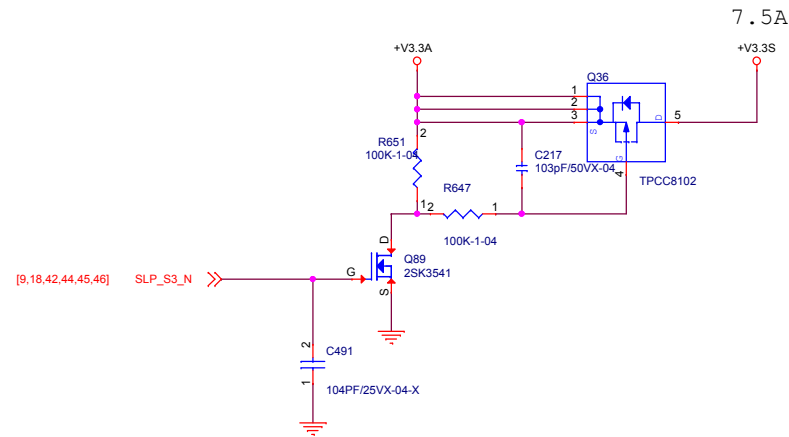 7.5A
+V3.3A
+V3.3S
Q36
1
2
3
S
D
5
G
4
TPCC8102
2
R651
100K-1-04
1
C217
103pF/50VX-04
R647
2
1
100K-1-04
D
G
S
Q89
2SK3541
[9,18,42,44,45,46]
SLP_S3_N
2
C491
1
104PF/25VX-04-X